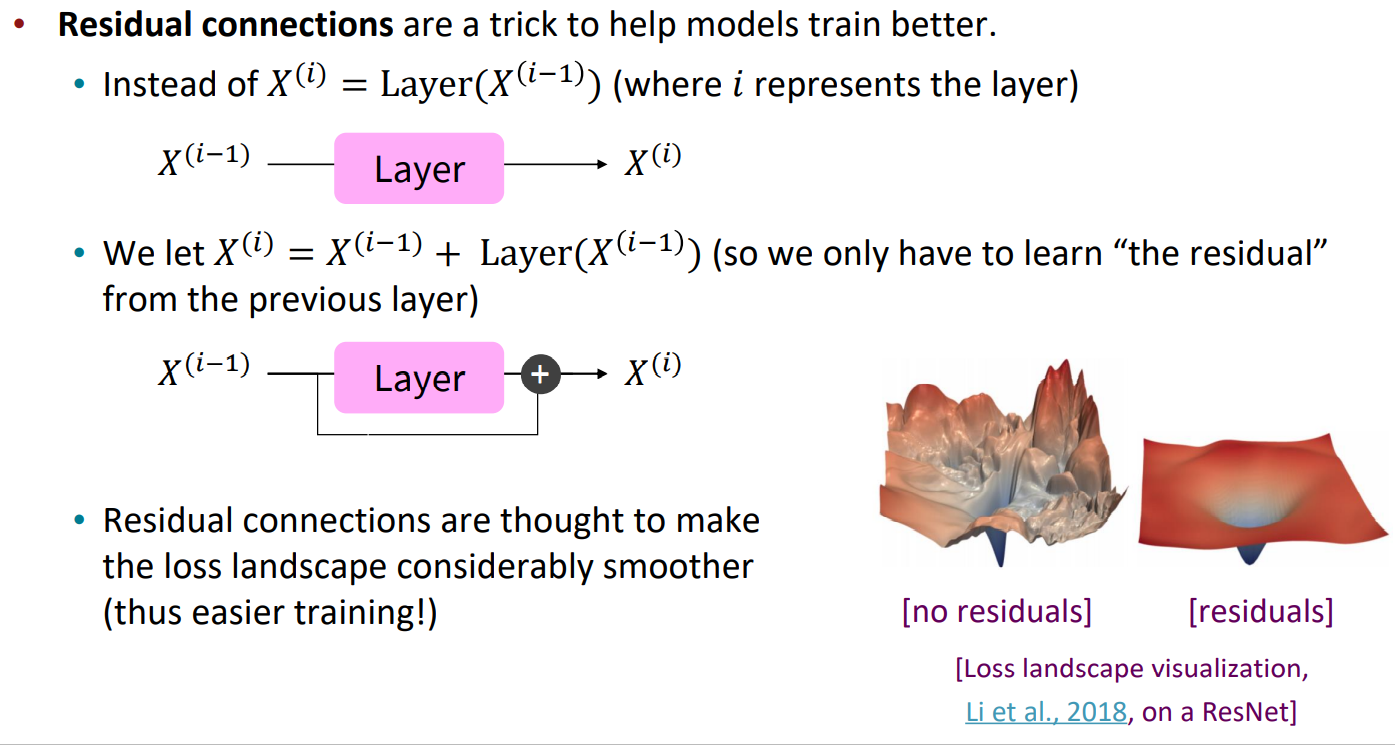 • Residual connections are a trick to help models train better.
• Instead of X^(i) = Layer(X^(i−1)) (where i represents the layer)
X^(i−1) Layer X^(i)
• We let X^(i) = X^(i−1) + Layer(X^(i−1)) (so we only have to learn “the residual”
from the previous layer)
X^(i−1) Layer + X^(i)
• Residual connections are thought to make
the loss landscape considerably smoother
(thus easier training!)
[no residuals] [residuals]
[Loss landscape visualization,
Li et al., 2018, on a ResNet]